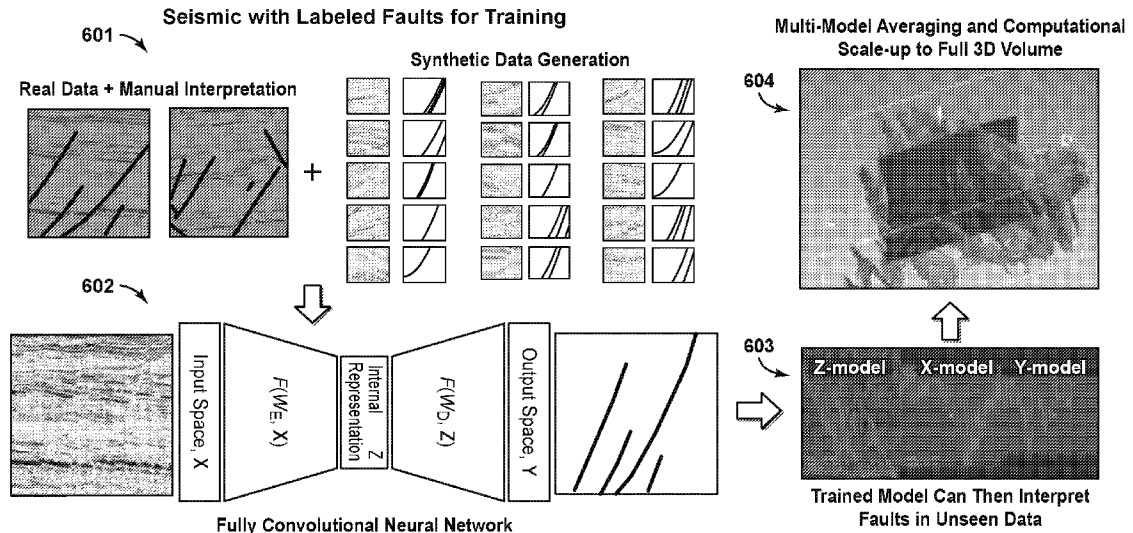 Seismic with Labeled Faults for Training
601
Real Data + Manual Interpretation
+
Synthetic Data Generation
602
Input Space, X
F(W_E, X)
Internal
Representation
Z
F(W_D, Z)
Output Space, Y
Fully Convolutional Neural Network
603
Z-model X-model Y-model
Trained Model Can Then Interpret
Faults in Unseen Data
Multi-Model Averaging and Computational
Scale-up to Full 3D Volume
604